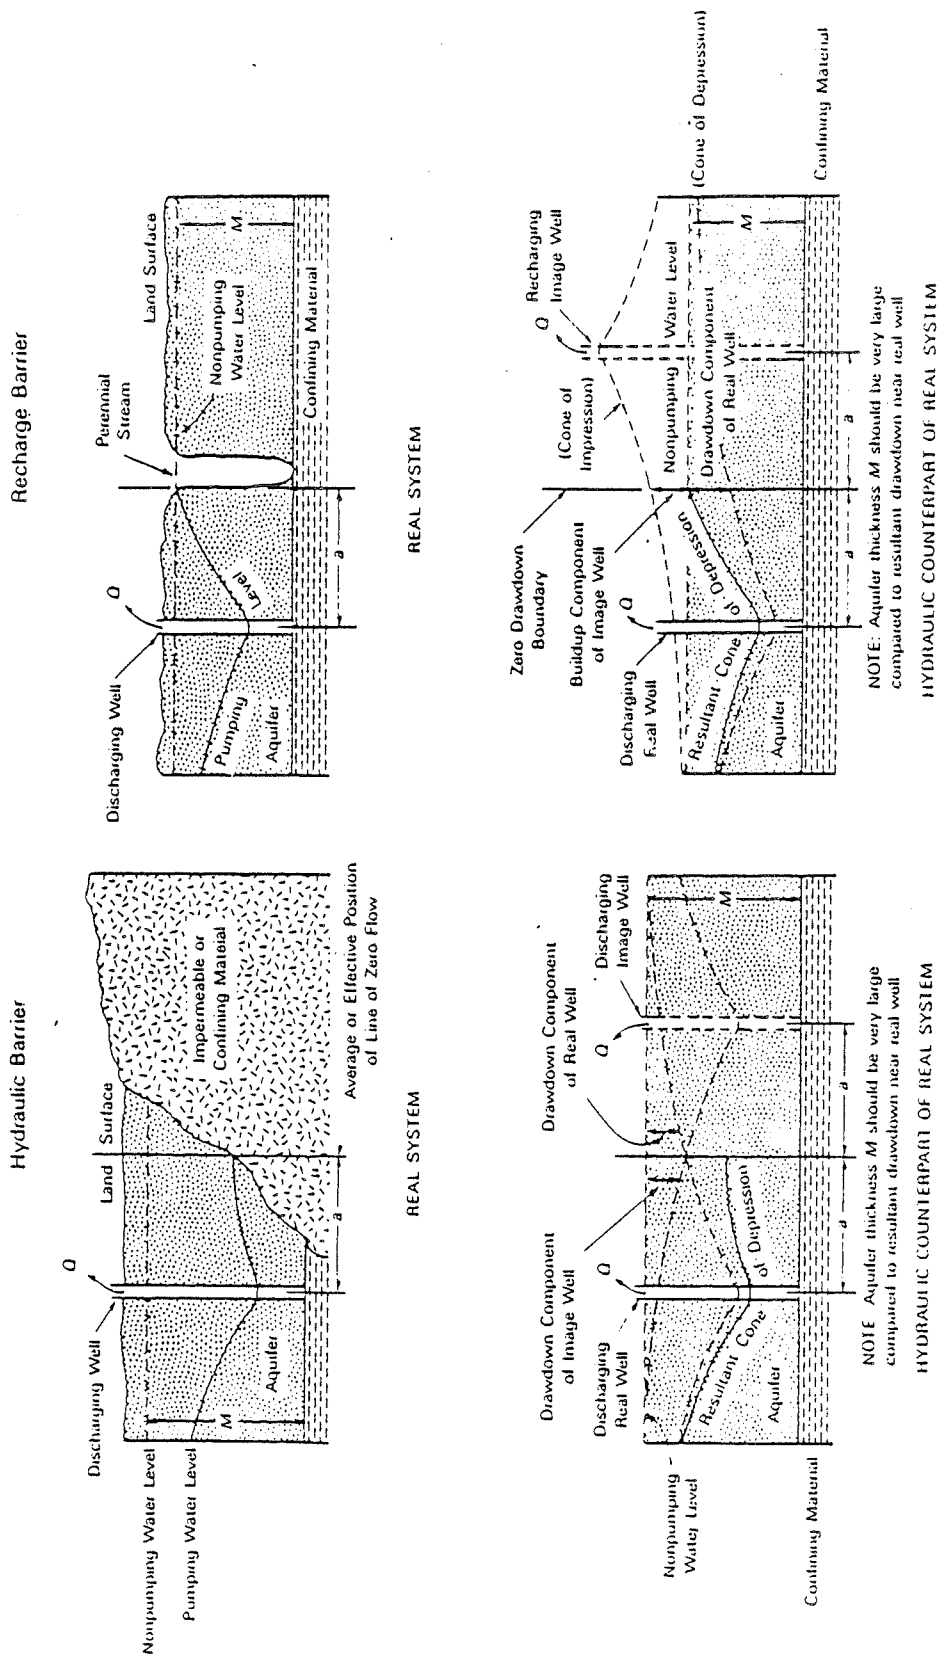 Hydraulic Barrier
Discharging Well
Q
Land Surface
Nonpumping Water Level
Pumping Water Level
M
Aquifer
Impermeable or
Confining Mateial
a
Average or Effective Position
of Line of Zero Flow
REAL SYSTEM
Recharge Barrier
Discharging Well
Q
Perennial
Stream
Land Surface
Nonpumping
Water Level
Pumping Level
Aquifer
M
Confining Material
a
REAL SYSTEM
Drawdown Component
of Image Well
Drawdown Component
of Real Well
Discharging
Real Well
Q
Q
Discharging
Image Well
Nonpumping
Water Level
M
Resultant Cone of Depression
Aquifer
a
a
Confining Material
NOTE Aquifer thickness M should be very large
compared to resultant drawdown near real well
HYDRAULIC COUNTERPART OF REAL SYSTEM
Zero Drawdown
Boundary
Buildup Component
of Image Well
Discharging
Real Well
Q
Q
Recharging
Image Well
(Cone of
Impression)
Nonpumping Water Level
Drawdown Component
of Real Well
(Cone of Depression)
Resultant Cone of Depression
Aquifer
M
a
a
Confining Material
NOTE: Aquifer thickness M should be very large
compared to resultant drawdown near real well
HYDRAULIC COUNTERPART OF REAL SYSTEM